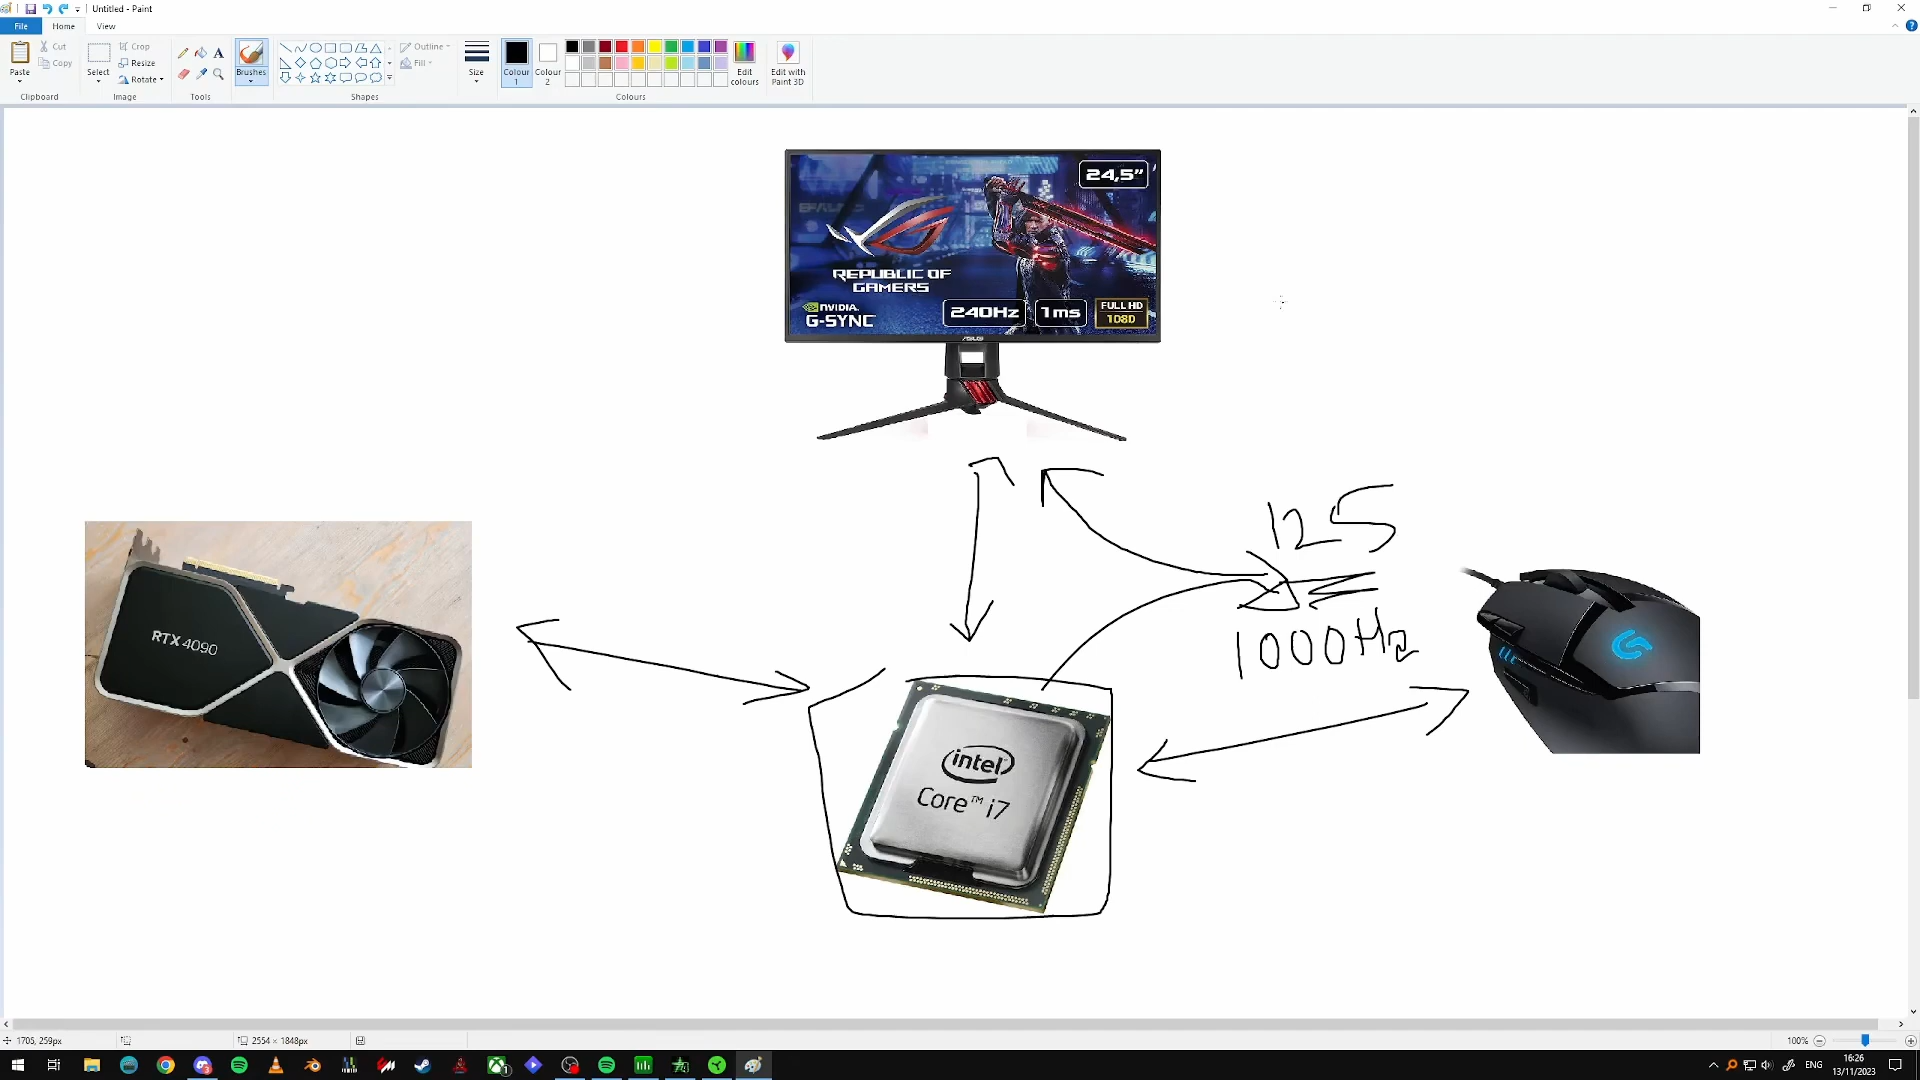 Untitled - Paint
File
Home
View
Paste
Cut
Copy
Clipboard
Select
Crop
Resize
Rotate
Image
Tools
Brushes
Shapes
Outline
Fill
Size
Colour 1
Colour 2
Colours
Edit colours
Edit with Paint 3D
24,5"
REPUBLIC OF
GAMERS
NVIDIA.
G-SYNC
240Hz
1ms
FULL HD
1080
ASUS
125
1000Hz
RTX 4090
intel
Core™ i7
1705, 259px
2554 × 1848px
100%
ENG
16:26
13/11/2023